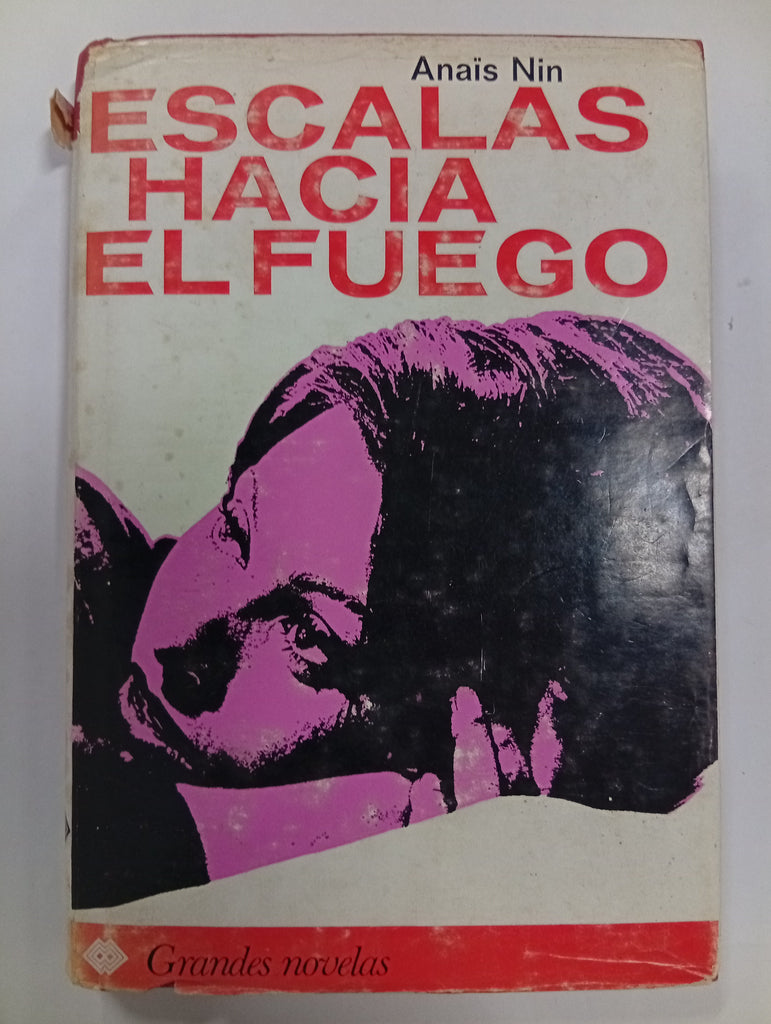 Anaïs Nin
ESCALAS
HACIA
EL FUEGO
Grandes novelas